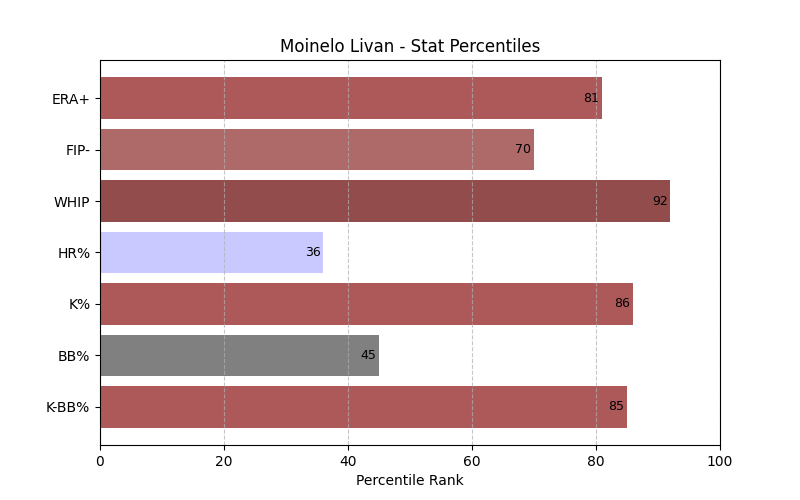 Moinelo Livan - Stat Percentiles
ERA+ 81
FIP- 70
WHIP 92
HR% 36
K% 86
BB% 45
K-BB% 85
0 20 40 60 80 100
Percentile Rank